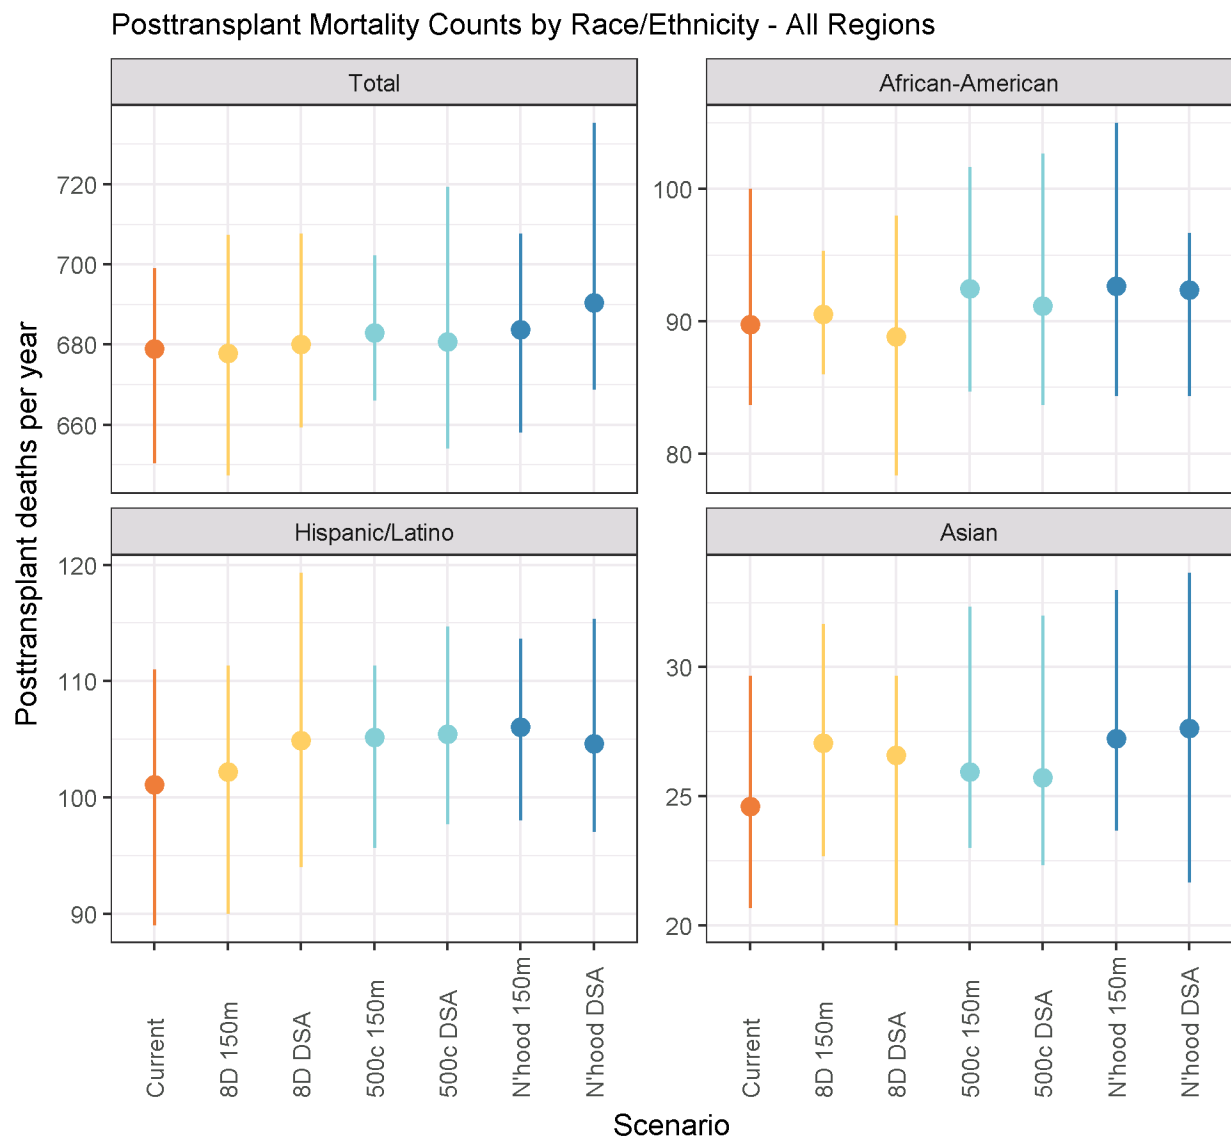 Posttransplant Mortality Counts by Race/Ethnicity - All Regions
Total
African-American
720
700
680
660
100
90
80
Hispanic/Latino
Asian
120
110
100
90
30
25
20
Posttransplant deaths per year
Current
8D 150m
8D DSA
500c 150m
500c DSA
N'hood 150m
N'hood DSA
Current
8D 150m
8D DSA
500c 150m
500c DSA
N'hood 150m
N'hood DSA
Scenario